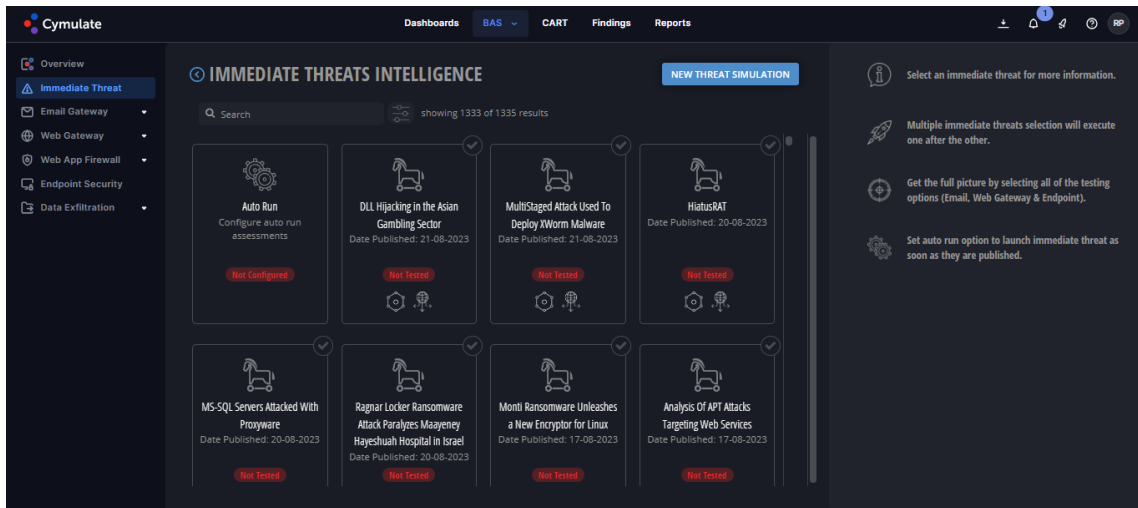 Cymulate
Dashboards
BAS
CART
Findings
Reports
1
RP
Overview
Immediate Threat
Email Gateway
Web Gateway
Web App Firewall
Endpoint Security
Data Exfiltration
IMMEDIATE THREATS INTELLIGENCE
NEW THREAT SIMULATION
Search
showing 1333 of 1335 results
Auto Run
Configure auto run
assessments
Not Configured
DLL Hijacking in the Asian
Gambling Sector
Date Published: 21-08-2023
Not Tested
MultiStaged Attack Used To
Deploy XWorm Malware
Date Published: 21-08-2023
Not Tested
HiatusRAT
Date Published: 20-08-2023
Not Tested
MS-SQL Servers Attacked With
Proxyware
Date Published: 20-08-2023
Not Tested
Ragnar Locker Ransomware
Attack Paralyzes Maayeney
Hayeshuah Hospital in Israel
Date Published: 20-08-2023
Not Tested
Monti Ransomware Unleashes
a New Encryptor for Linux
Date Published: 17-08-2023
Not Tested
Analysis Of APT Attacks
Targeting Web Services
Date Published: 17-08-2023
Not Tested
Select an immediate threat for more information.
Multiple immediate threats selection will execute
one after the other.
Get the full picture by selecting all of the testing
options (Email, Web Gateway & Endpoint).
Set auto run option to launch immediate threat as
soon as they are published.